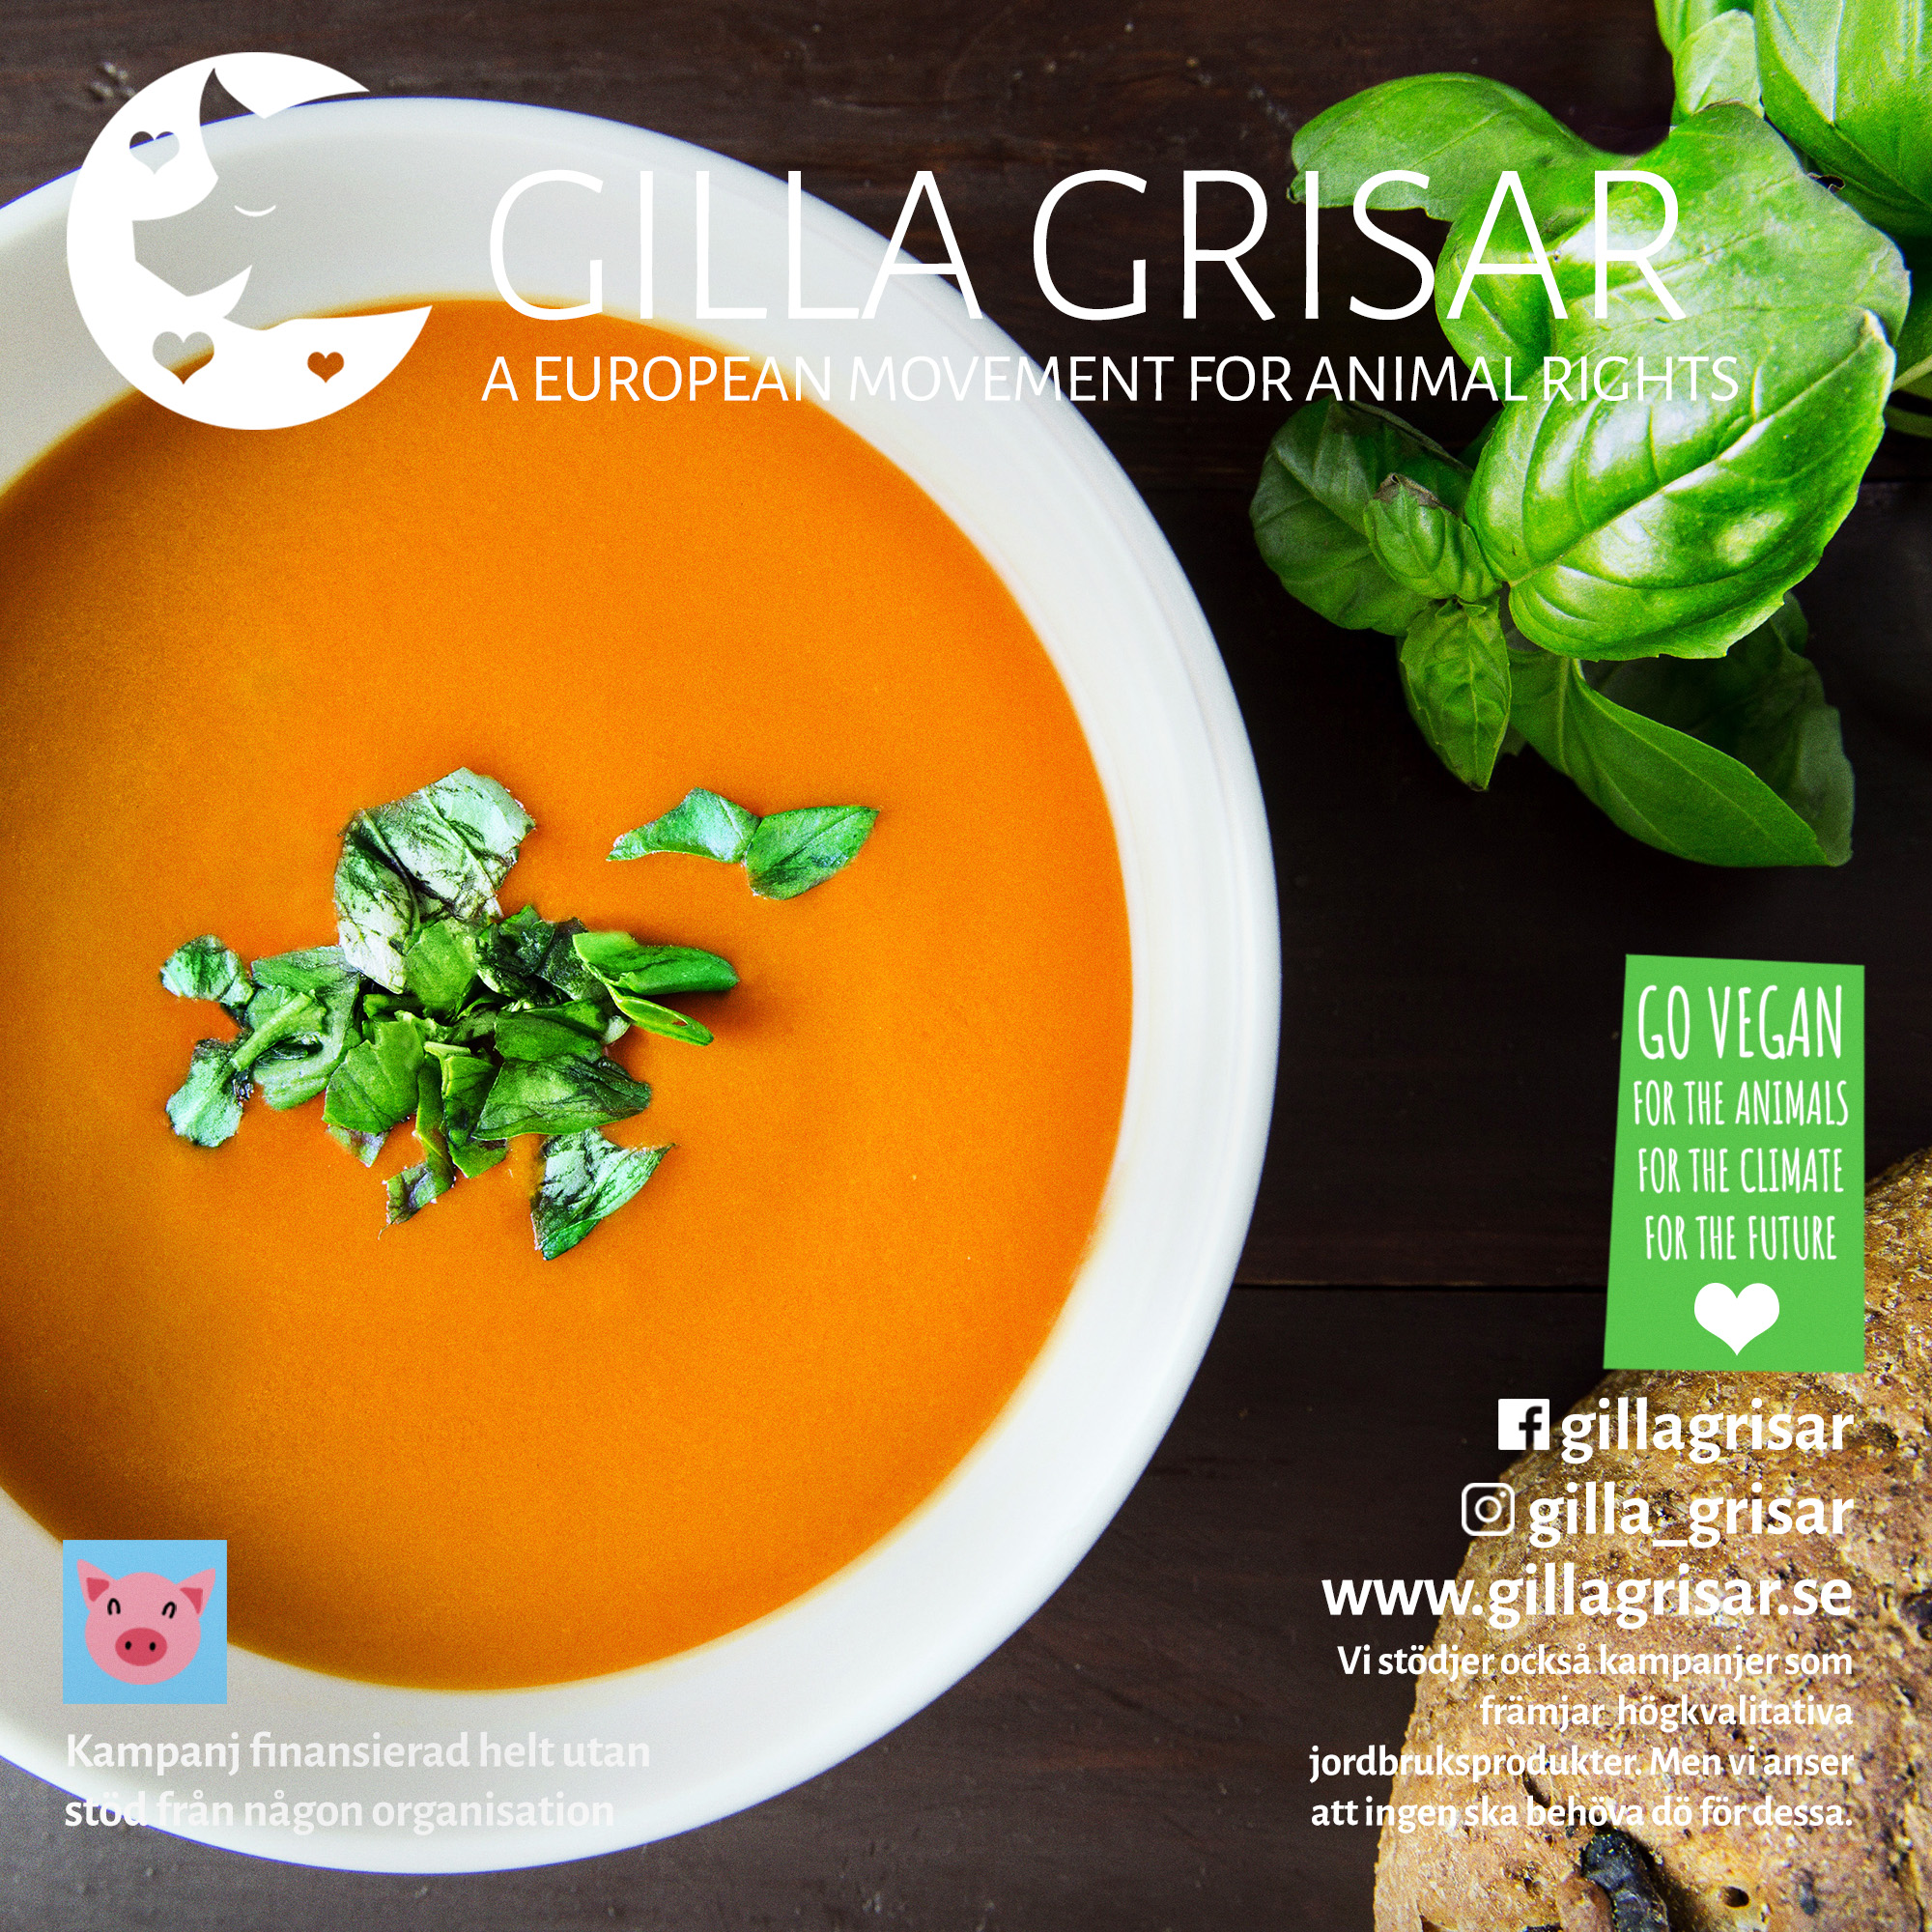 GILLA GRISAR
A EUROPEAN MOVEMENT FOR ANIMAL RIGHTS
GO VEGAN
FOR THE ANIMALS
FOR THE CLIMATE
FOR THE FUTURE
gillagrisar
gilla_grisar
www.gillagrisar.se
Vi stödjer också kampanjer som
främjar högkvalitativa
jordbruksprodukter. Men vi anser
att ingen ska behöva dö för dessa.
Kampanj finansierad helt utan
stöd från någon organisation